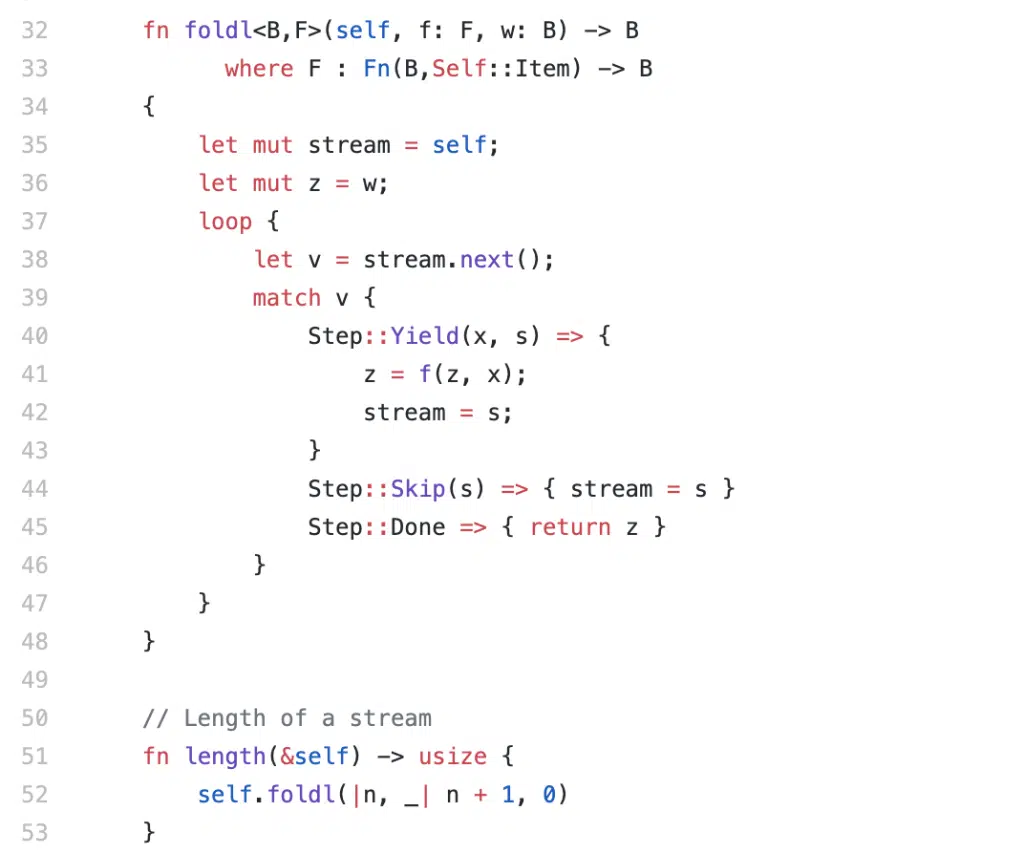 32 fn foldl<B,F>(self, f: F, w: B) -> B
33 where F : Fn(B,Self::Item) -> B
34 {
35 let mut stream = self;
36 let mut z = w;
37 loop {
38 let v = stream.next();
39 match v {
40 Step::Yield(x, s) => {
41 z = f(z, x);
42 stream = s;
43 }
44 Step::Skip(s) => { stream = s }
45 Step::Done => { return z }
46 }
47 }
48 }
49
50 // Length of a stream
51 fn length(&self) -> usize {
52 self.foldl(|n, _| n + 1, 0)
53 }